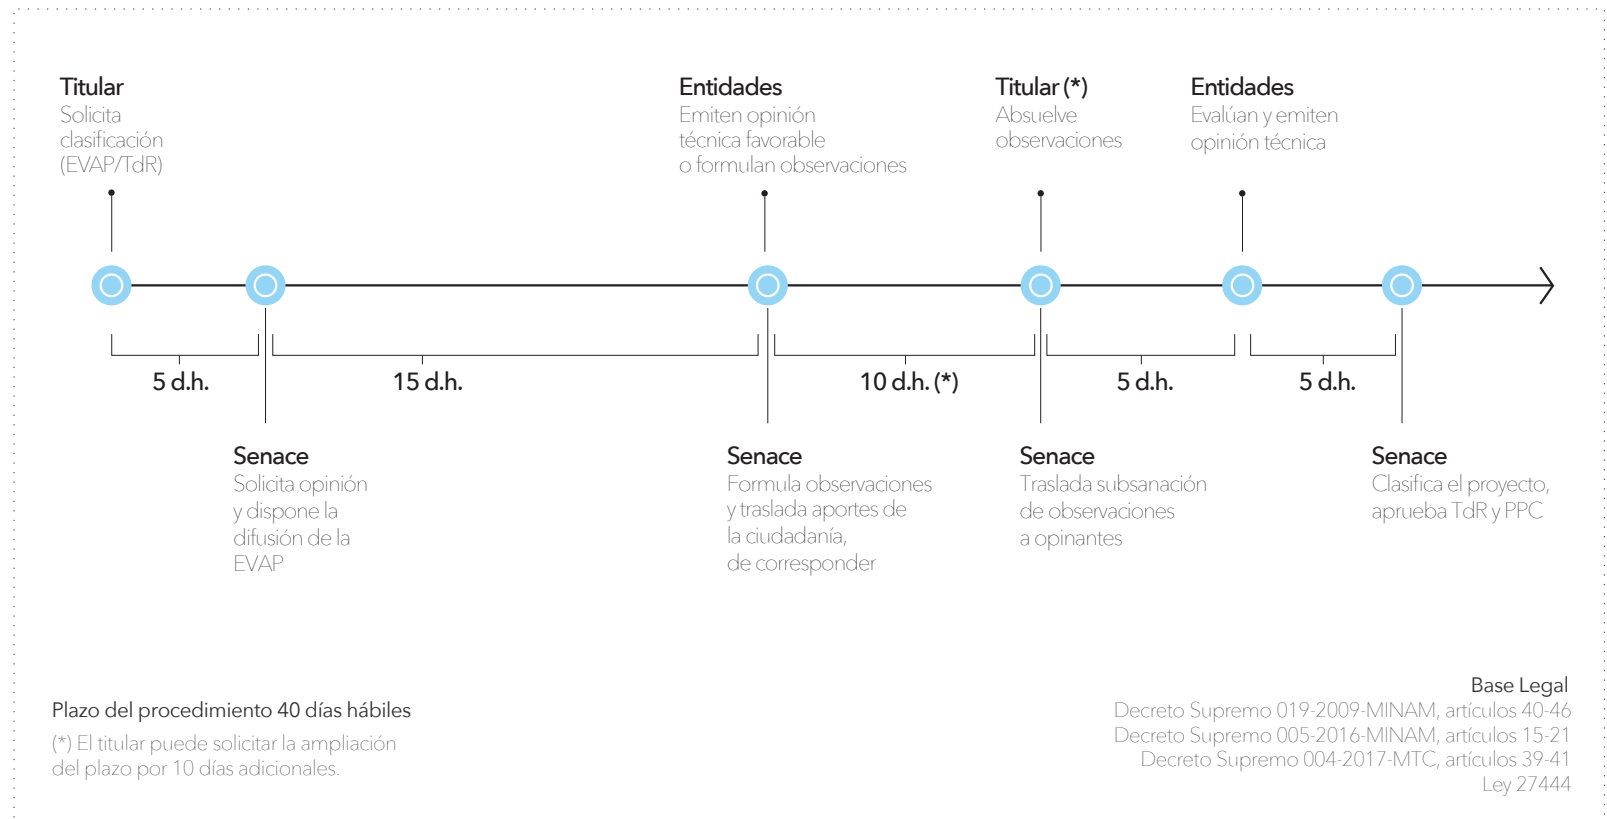 Titular
Solicita
clasificación
(EVAP/TdR)
Entidades
Emiten opinión
técnica favorable
o formulan observaciones
Titular (*)
Absuelve
observaciones
Entidades
Evalúan y emiten
opinión técnica
5 d.h.
15 d.h.
10 d.h. (*)
5 d.h.
5 d.h.
Senace
Solicita opinión
y dispone la
difusión de la
EVAP
Senace
Formula observaciones
y traslada aportes de
la ciudadanía,
de corresponder
Senace
Traslada subsanación
de observaciones
a opinantes
Senace
Clasifica el proyecto,
aprueba TdR y PPC
Plazo del procedimiento 40 días hábiles
(*) El titular puede solicitar la ampliación
del plazo por 10 días adicionales.
Base Legal
Decreto Supremo 019-2009-MINAM, artículos 40-46
Decreto Supremo 005-2016-MINAM, artículos 15-21
Decreto Supremo 004-2017-MTC, artículos 39-41
Ley 27444